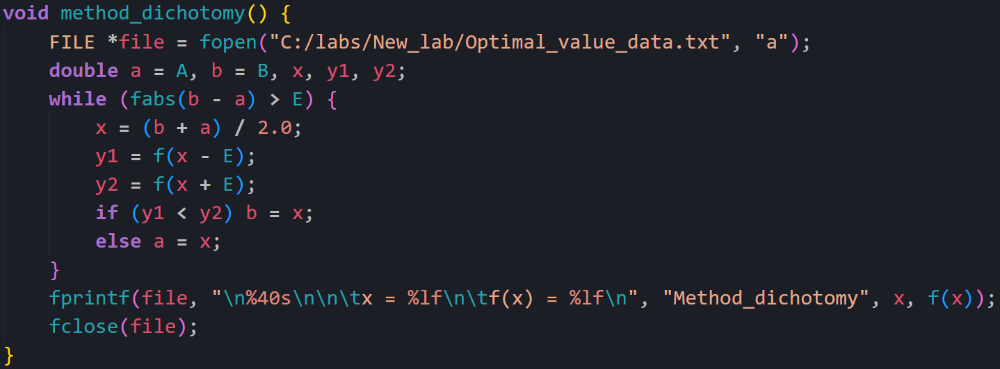 void method_dichotomy() {
    FILE *file = fopen("C:/labs/New_lab/Optimal_value_data.txt", "a");
    double a = A, b = B, x, y1, y2;
    while (fabs(b - a) > E) {
        x = (b + a) / 2.0;
        y1 = f(x - E);
        y2 = f(x + E);
        if (y1 < y2) b = x;
        else a = x;
    }
    fprintf(file, "\n%40s\n\n\tx = %lf\n\tf(x) = %lf\n", "Method_dichotomy", x, f(x));
    fclose(file);
}